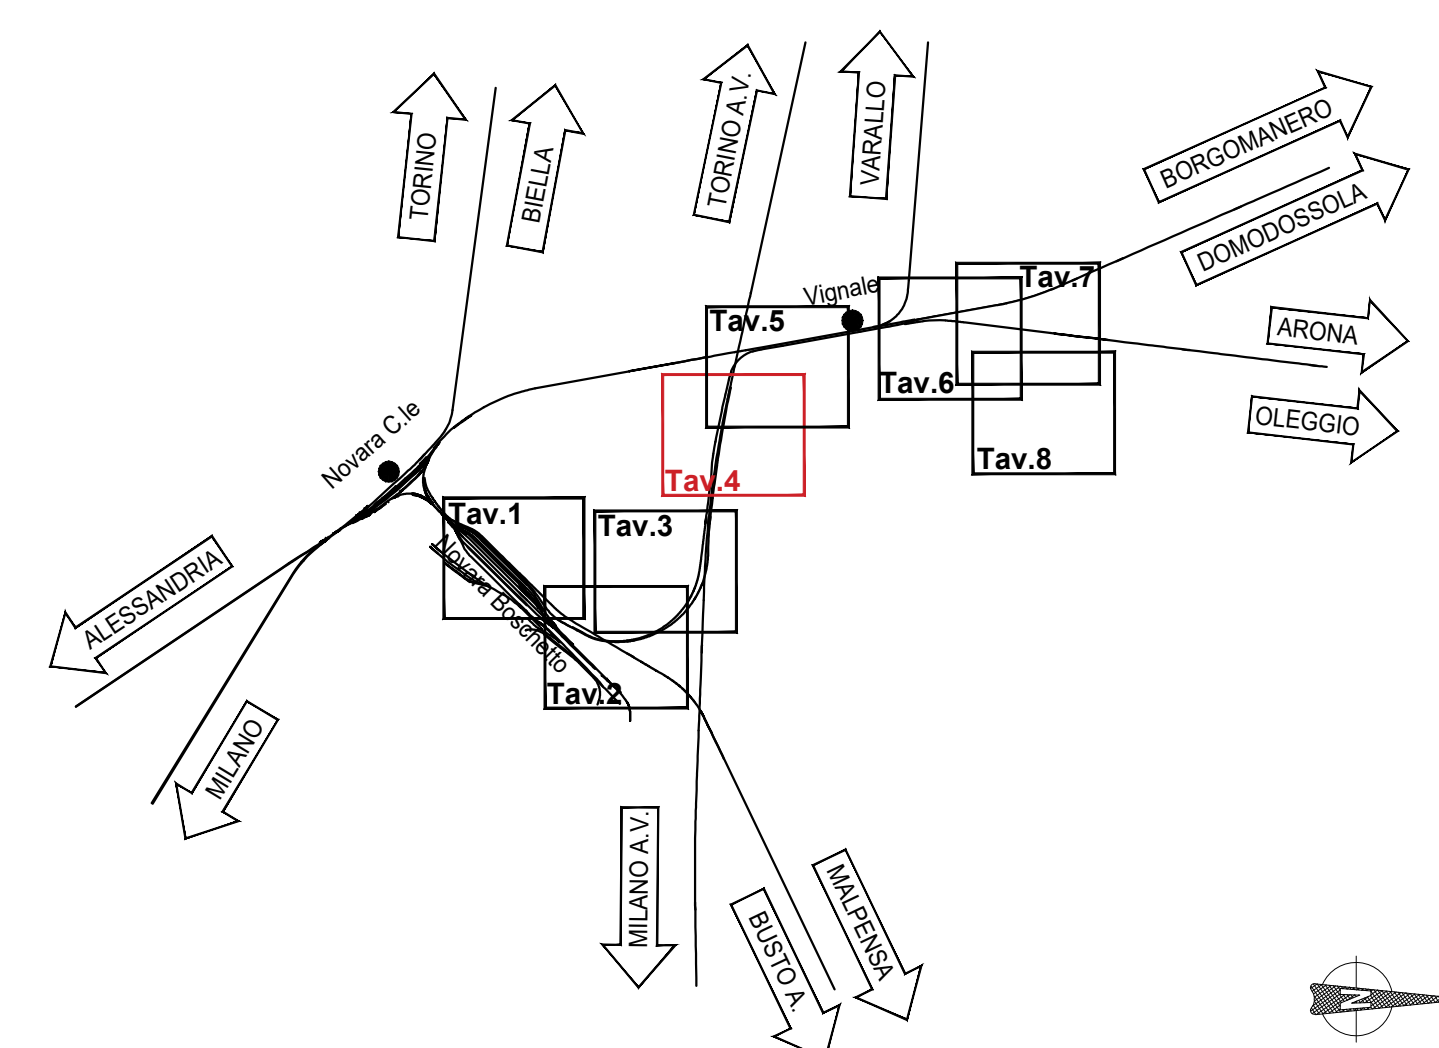 TORINO
BIELLA
TORINO A.V.
VARALLO
BORGOMANERO
DOMODOSSOLA
ARONA
OLEGGIO
Vignale
Tav.7
Tav.5
Tav.6
Tav.8
Tav.4
Novara C.le
Tav.1
Tav.3
Novara Boschetto
Tav.2
ALESSANDRIA
MILANO
MILANO A.V.
BUSTO A.
MALPENSA
N